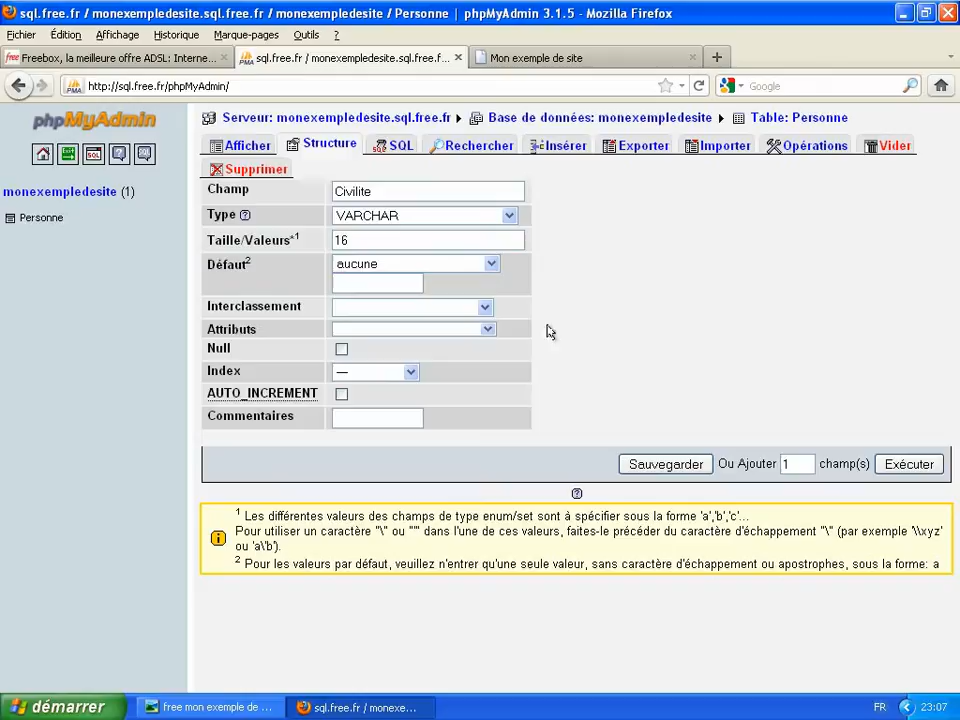 sql.free.fr / monexempledesite.sql.free.fr / monexempledesite / Personne | phpMyAdmin 3.1.5 - Mozilla Firefox
Fichier Édition Affichage Historique Marque-pages Outils ?
free Freebox, la meilleure offre ADSL: Interne...
PMA sql.free.fr / monexempledesite.sql.free.f...
Mon exemple de site
PMA http://sql.free.fr/phpMyAdmin/
Google
phpMyAdmin
SQL
monexempledesite (1)
Personne
Serveur: monexempledesite.sql.free.fr Base de données: monexempledesite Table: Personne
Afficher Structure SQL Rechercher Insérer Exporter Importer Opérations Vider
Supprimer
Champ Civilite
Type VARCHAR
Taille/Valeurs*1 16
Défaut2 aucune
Interclassement
Attributs
Null
Index —
AUTO_INCREMENT
Commentaires
Sauvegarder Ou Ajouter 1 champ(s) Exécuter
1 Les différentes valeurs des champs de type enum/set sont à spécifier sous la forme 'a','b','c'...
Pour utiliser un caractère "\" ou "'" dans l'une de ces valeurs, faites-le précéder du caractère d'échappement "\" (par exemple '\\xyz'
ou 'a\'b').
2 Pour les valeurs par défaut, veuillez n'entrer qu'une seule valeur, sans caractère d'échappement ou apostrophes, sous la forme: a
démarrer
free mon exemple de ...
sql.free.fr / monexe...
FR
23:07